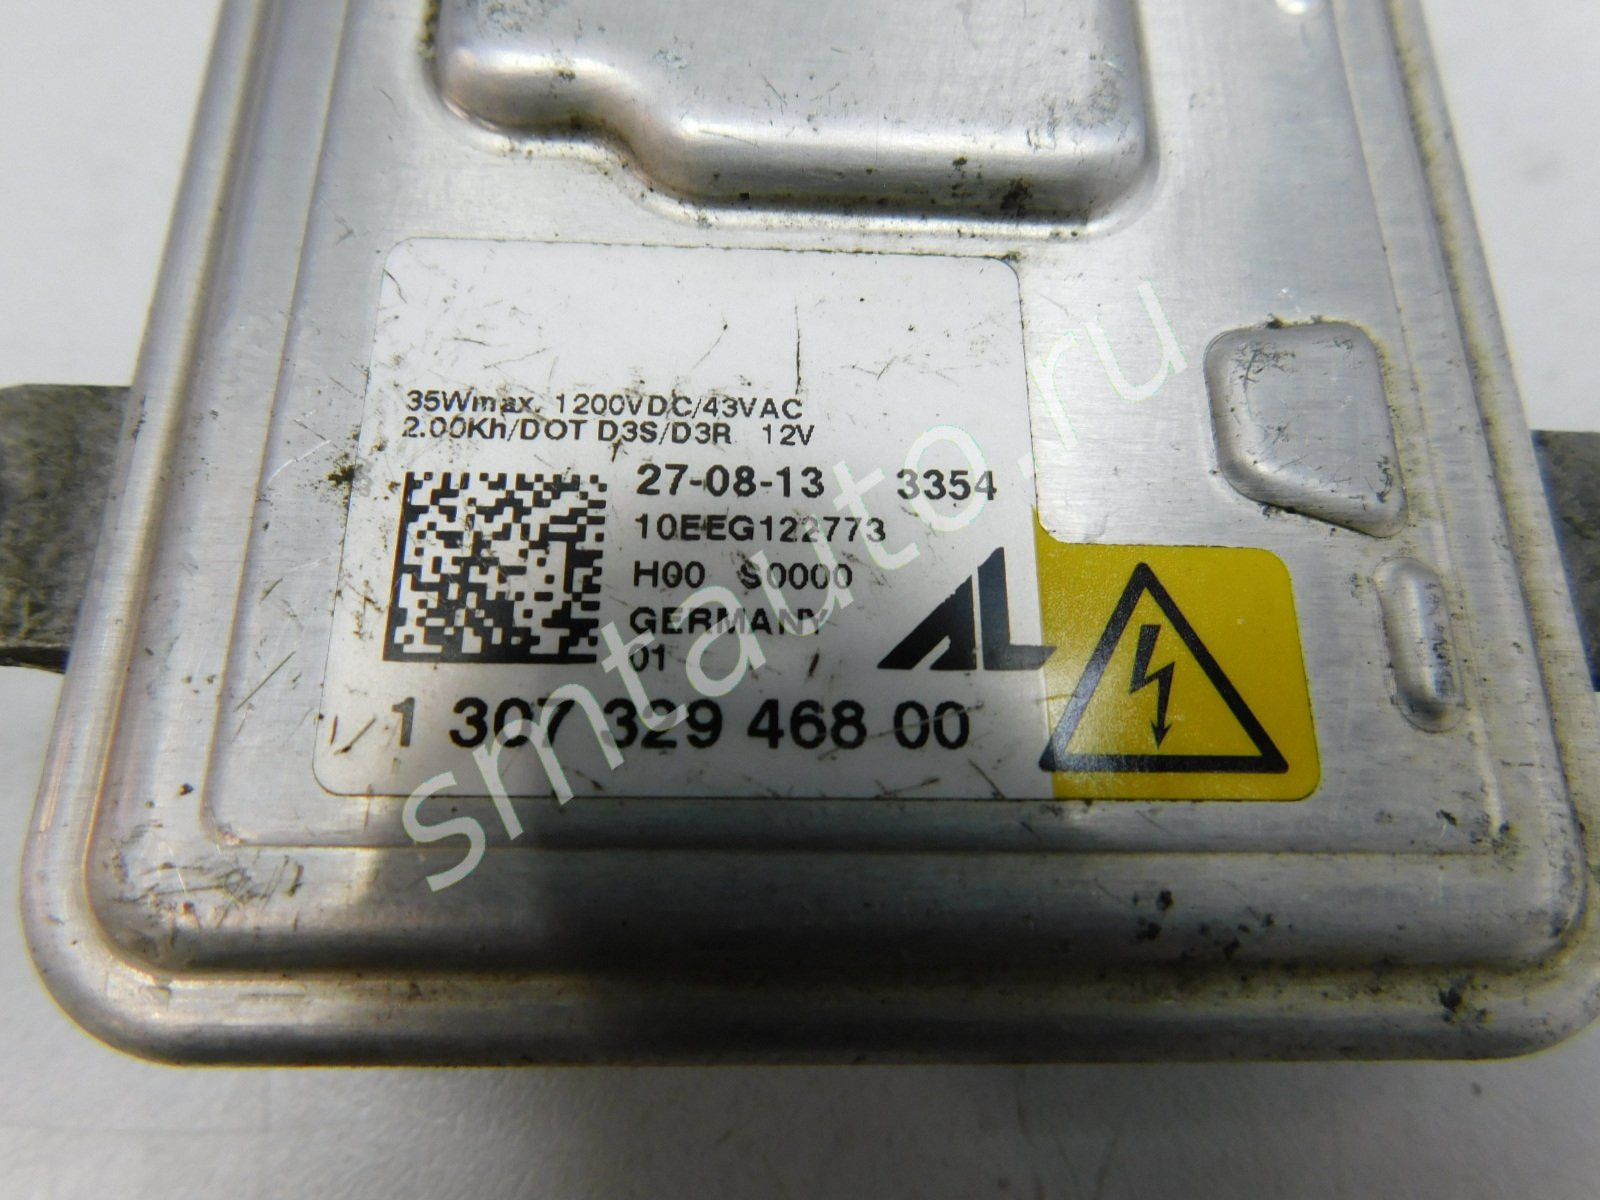 35Wmax. 1200VDC/43VAC
2.00Kh/DOT D3S/D3R 12V
27-08-13 3354
10EEG122773
H00 S0000
GERMANY
01
AL
1 307 329 468 00
smtauto.ru